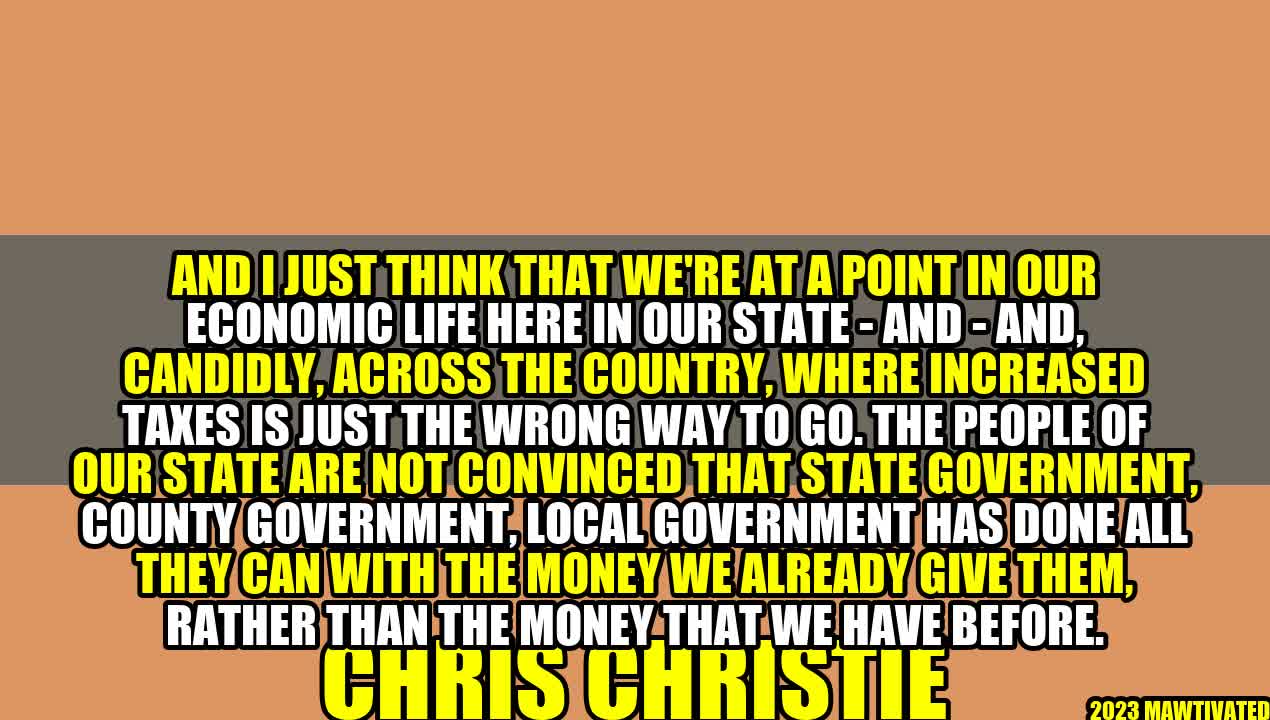 AND I JUST THINK THAT WE'RE AT A POINT IN OUR
ECONOMIC LIFE HERE IN OUR STATE - AND - AND,
CANDIDLY, ACROSS THE COUNTRY, WHERE INCREASED
TAXES IS JUST THE WRONG WAY TO GO. THE PEOPLE OF
OUR STATE ARE NOT CONVINCED THAT STATE GOVERNMENT,
COUNTY GOVERNMENT, LOCAL GOVERNMENT HAS DONE ALL
THEY CAN WITH THE MONEY WE ALREADY GIVE THEM,
RATHER THAN THE MONEY THAT WE HAVE BEFORE.
CHRIS CHRISTIE
2023 MAWTIVATED